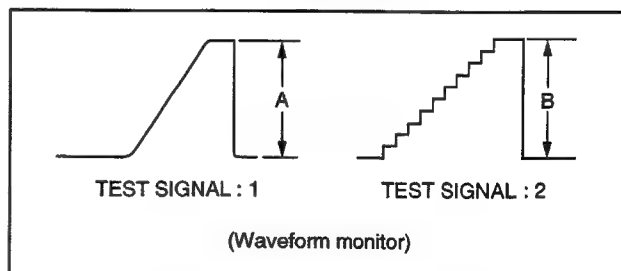 A
B
TEST SIGNAL : 1
TEST SIGNAL : 2
(Waveform monitor)